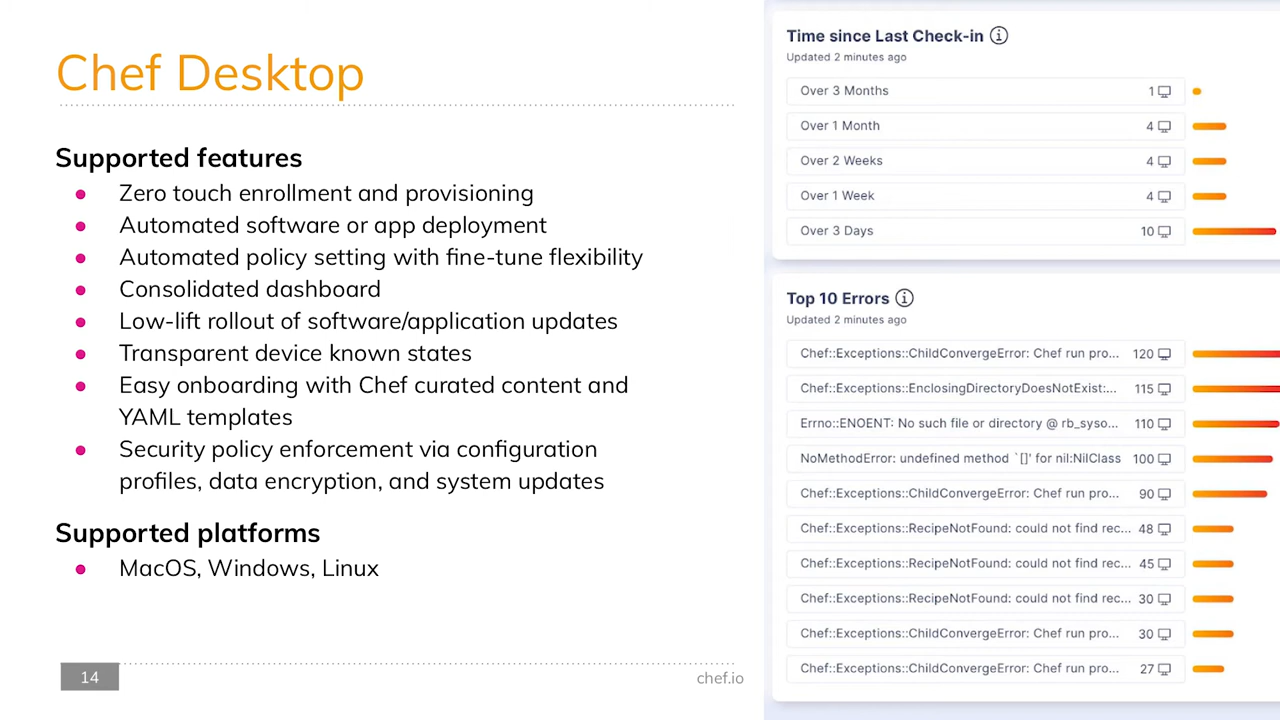 Chef Desktop
Supported features
● Zero touch enrollment and provisioning
● Automated software or app deployment
● Automated policy setting with fine-tune flexibility
● Consolidated dashboard
● Low-lift rollout of software/application updates
● Transparent device known states
● Easy onboarding with Chef curated content and
YAML templates
● Security policy enforcement via configuration
profiles, data encryption, and system updates
Supported platforms
● MacOS, Windows, Linux
14
chef.io
Time since Last Check-in
Updated 2 minutes ago
Over 3 Months 1
Over 1 Month 4
Over 2 Weeks 4
Over 1 Week 4
Over 3 Days 10
Top 10 Errors
Updated 2 minutes ago
Chef::Exceptions::ChildConvergeError: Chef run pro... 120
Chef::Exceptions::EnclosingDirectoryDoesNotExist:... 115
Errno::ENOENT: No such file or directory @ rb_syso... 110
NoMethodError: undefined method `[]' for nil:NilClass 100
Chef::Exceptions::ChildConvergeError: Chef run pro... 90
Chef::Exceptions::RecipeNotFound: could not find rec... 48
Chef::Exceptions::RecipeNotFound: could not find rec... 45
Chef::Exceptions::RecipeNotFound: could not find rec... 30
Chef::Exceptions::ChildConvergeError: Chef run pro... 30
Chef::Exceptions::ChildConvergeError: Chef run pro... 27